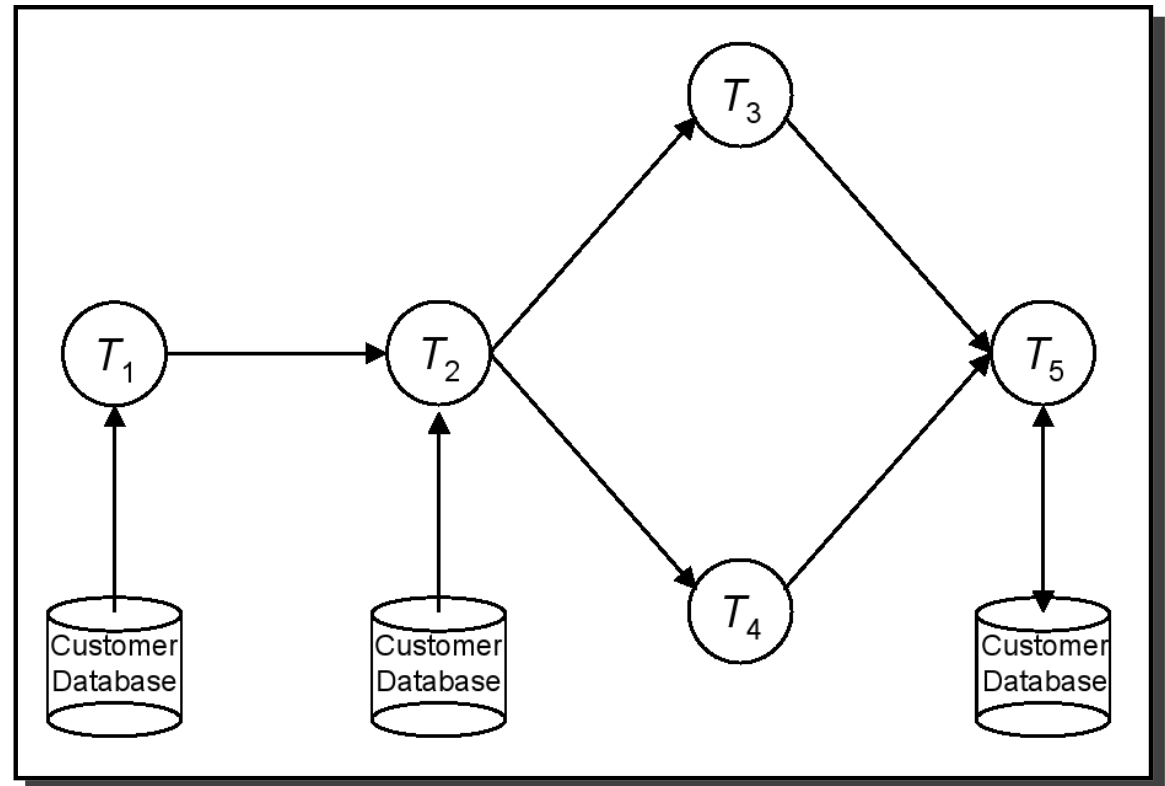 T3
T1
T2
T5
T4
Customer
Database
Customer
Database
Customer
Database